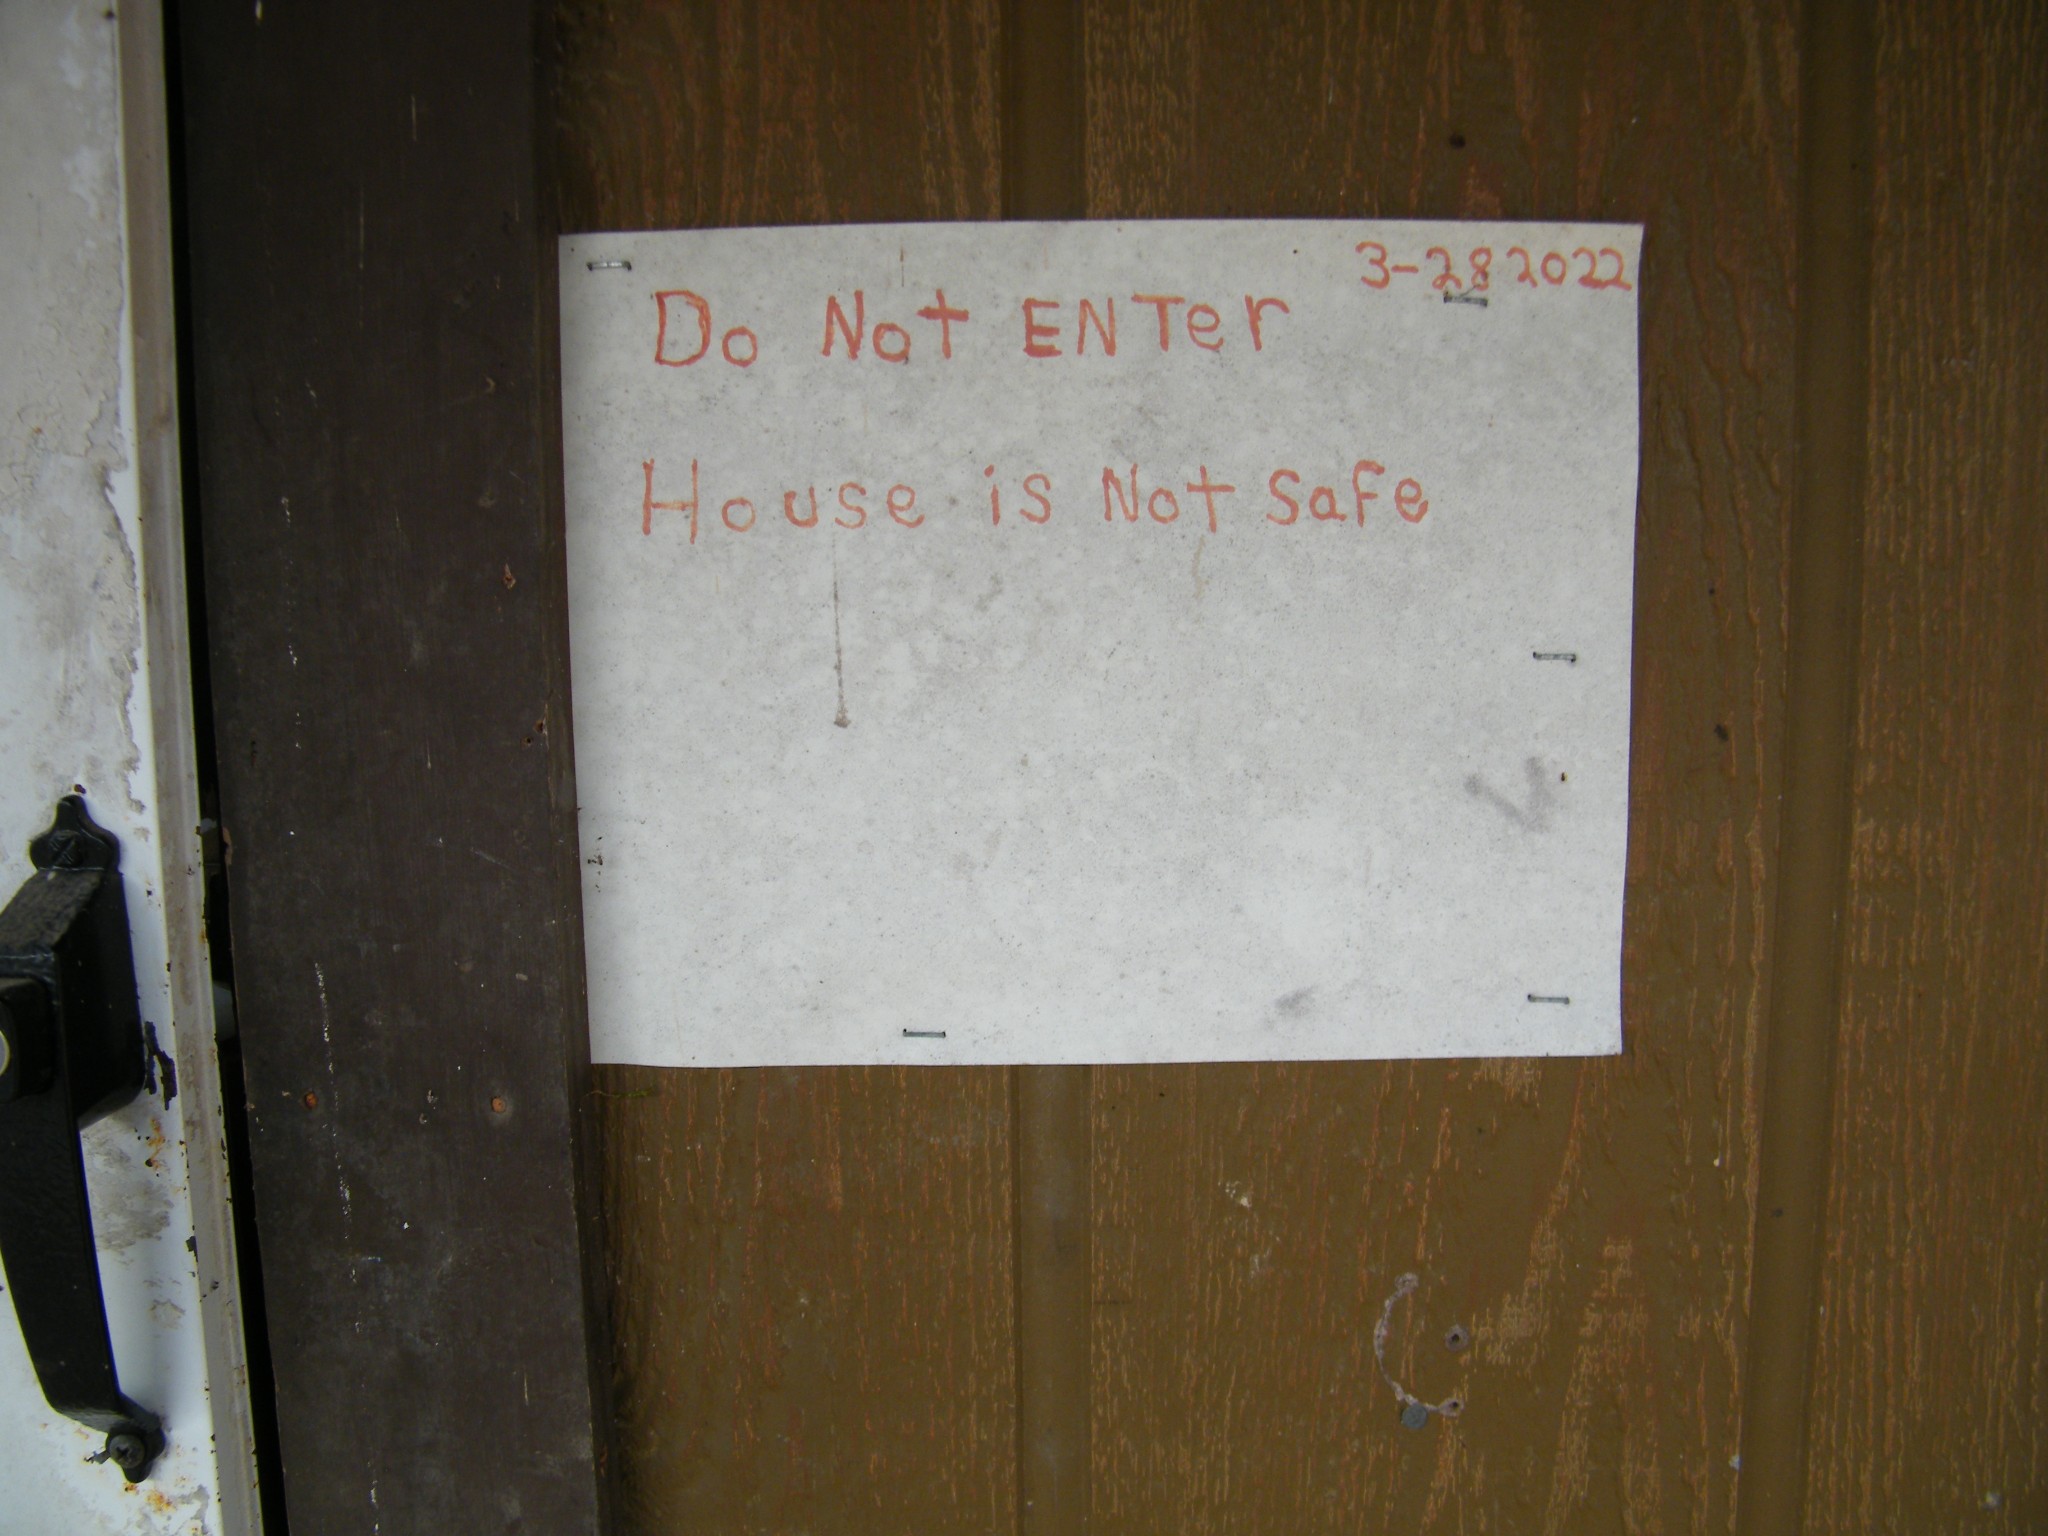 3-28 2022
Do Not ENTer
House is Not Safe